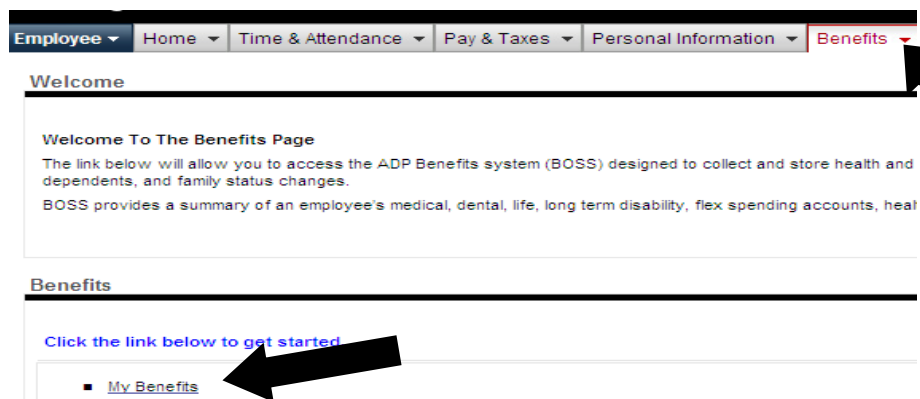 Employee Home Time & Attendance Pay & Taxes Personal Information Benefits
Welcome
Welcome To The Benefits Page
The link below will allow you to access the ADP Benefits system (BOSS) designed to collect and store health and
dependents, and family status changes.
BOSS provides a summary of an employee's medical, dental, life, long term disability, flex spending accounts,
Benefits
Click the link below to get started
My Benefits